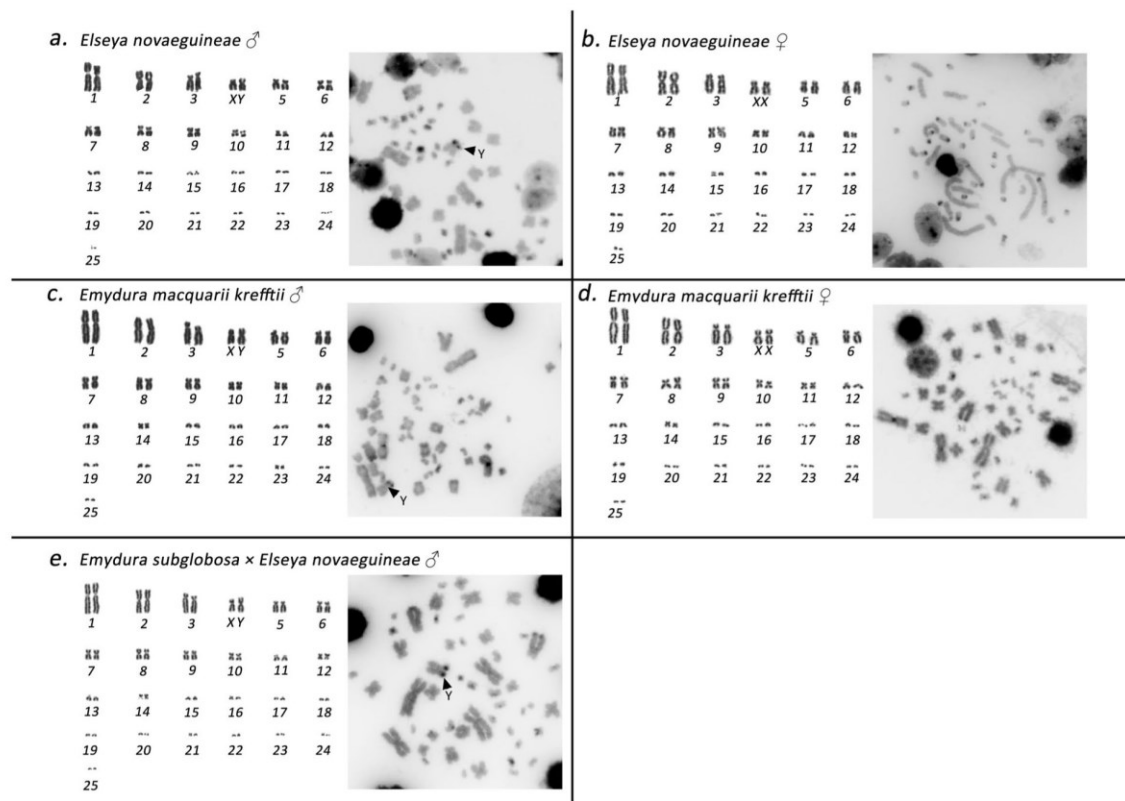 a. Elseya novaeguineae ♂
1 2 3 XY 5 6
7 8 9 10 11 12
13 14 15 16 17 18
19 20 21 22 23 24
25
Y
b. Elseya novaeguineae ♀
1 2 3 XX 5 6
7 8 9 10 11 12
13 14 15 16 17 18
19 20 21 22 23 24
25
c. Emydura macquarii krefftii ♂
1 2 3 XY 5 6
7 8 9 10 11 12
13 14 15 16 17 18
19 20 21 22 23 24
25
Y
d. Emydura macquarii krefftii ♀
1 2 3 XX 5 6
7 8 9 10 11 12
13 14 15 16 17 18
19 20 21 22 23 24
25
e. Emydura subglobosa × Elseya novaeguineae ♂
1 2 3 XY 5 6
7 8 9 10 11 12
13 14 15 16 17 18
19 20 21 22 23 24
25
Y